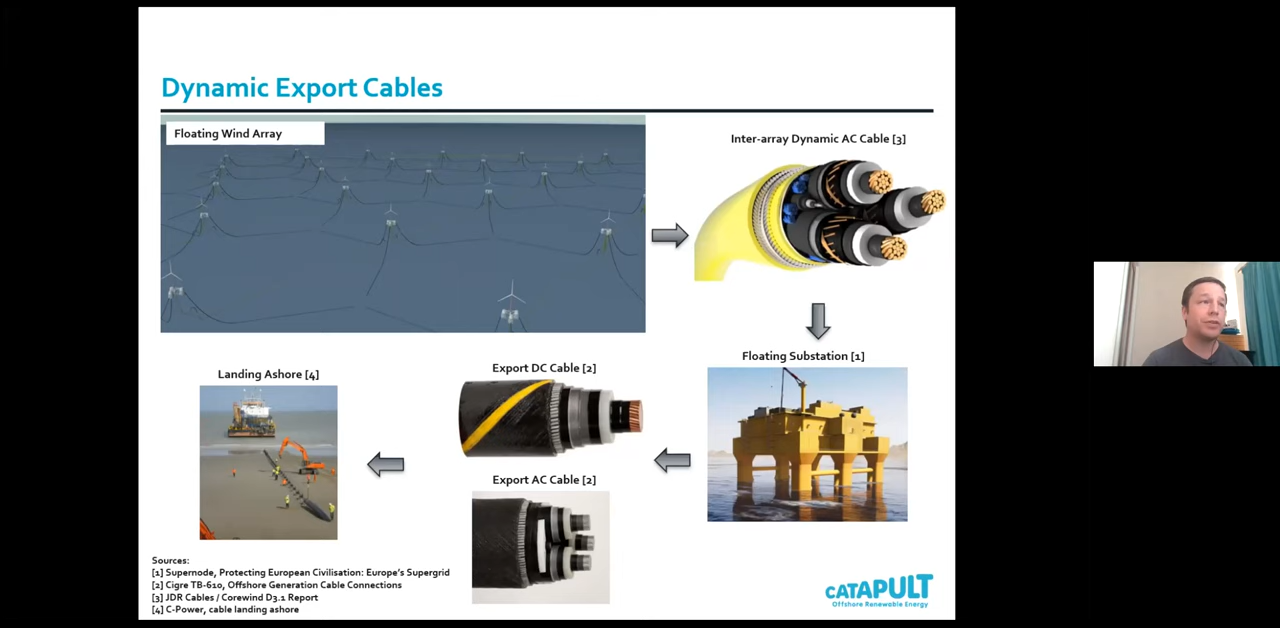 Dynamic Export Cables
Floating Wind Array
Inter-array Dynamic AC Cable [3]
Floating Substation [1]
Export DC Cable [2]
Landing Ashore [4]
Export AC Cable [2]
Sources:
[1] Supernode, Protecting European Civilisation: Europe's Supergrid
[2] Cigre TB-610, Offshore Generation Cable Connections
[3] JDR Cables / Corewind D3.1 Report
[4] C-Power, cable landing ashore
CATAPULT
Offshore Renewable Energy